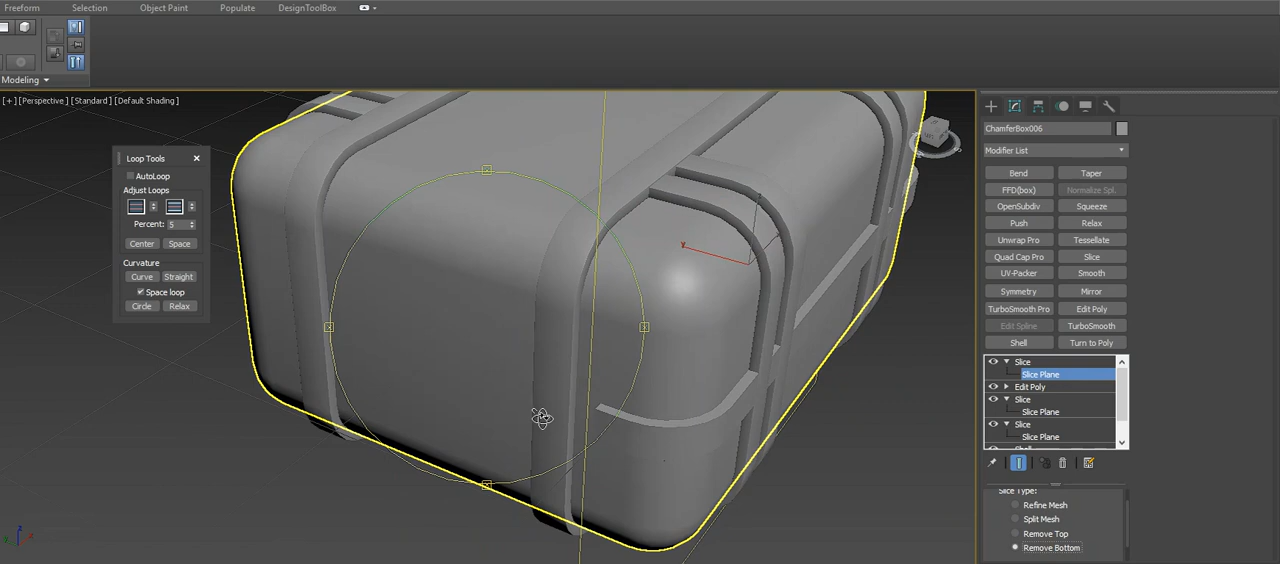 Freeform Selection Object Paint Populate DesignToolBox
Modeling
[+] [Perspective] [Standard] [Default Shading]
Loop Tools
AutoLoop
Adjust Loops
Percent: 5
Center Space
Curvature
Curve Straight
Space loop
Circle Relax
y
z
y
ChamferBox006
Modifier List
Bend Taper
FFD(box) Normalize Spl.
OpenSubdiv Squeeze
Push Relax
Unwrap Pro Tessellate
Quad Cap Pro Slice
UV-Packer Smooth
Symmetry Mirror
TurboSmooth Pro Edit Poly
Edit Spline TurboSmooth
Shell Turn to Poly
Slice
Slice Plane
Edit Poly
Slice
Slice Plane
Slice
Slice Plane
Slice Type:
Refine Mesh
Split Mesh
Remove Top
Remove Bottom